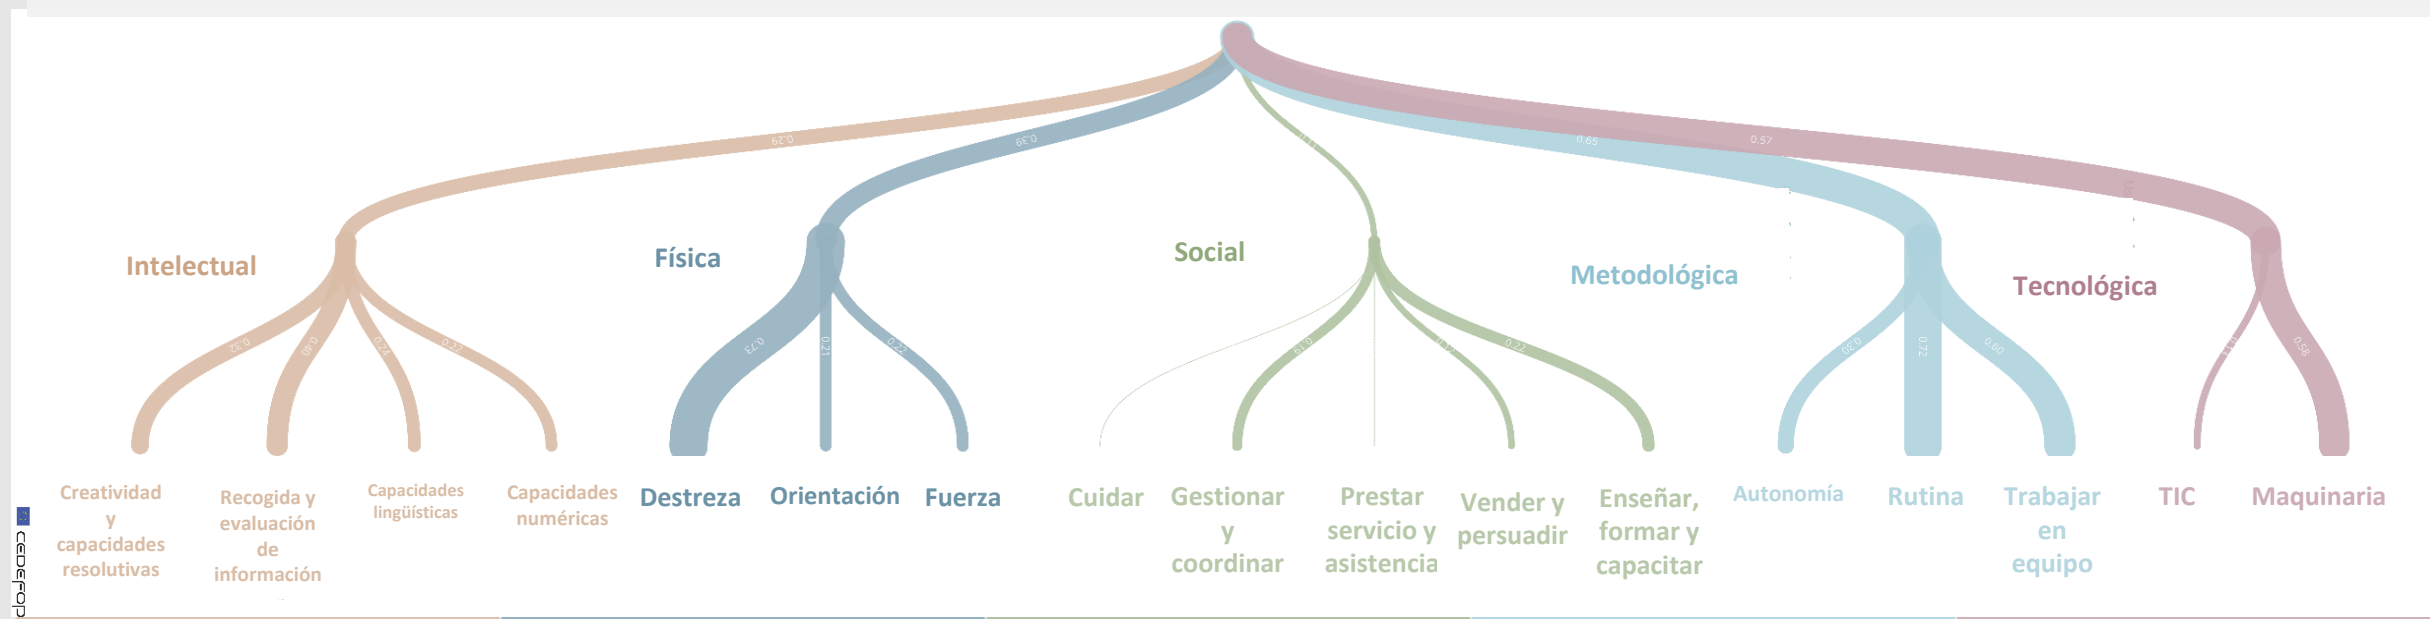 0.29
0.39
0.65
0.57
Intelectual
Física
Social
Metodológica
Tecnológica
0.32
0.40
0.24
0.22
0.73
0.21
0.22
0.19
0.22
0.30
0.72
0.60
0.58
Creatividad
y
capacidades
resolutivas
Recogida y
evaluación
de
información
Capacidades
lingüísticas
Capacidades
numéricas
Destreza
Orientación
Fuerza
Cuidar
Gestionar
y
coordinar
Prestar
servicio y
asistencia
Vender y
persuadir
Enseñar,
formar y
capacitar
Autonomía
Rutina
Trabajar
en
equipo
TIC
Maquinaria
CEDEFOP